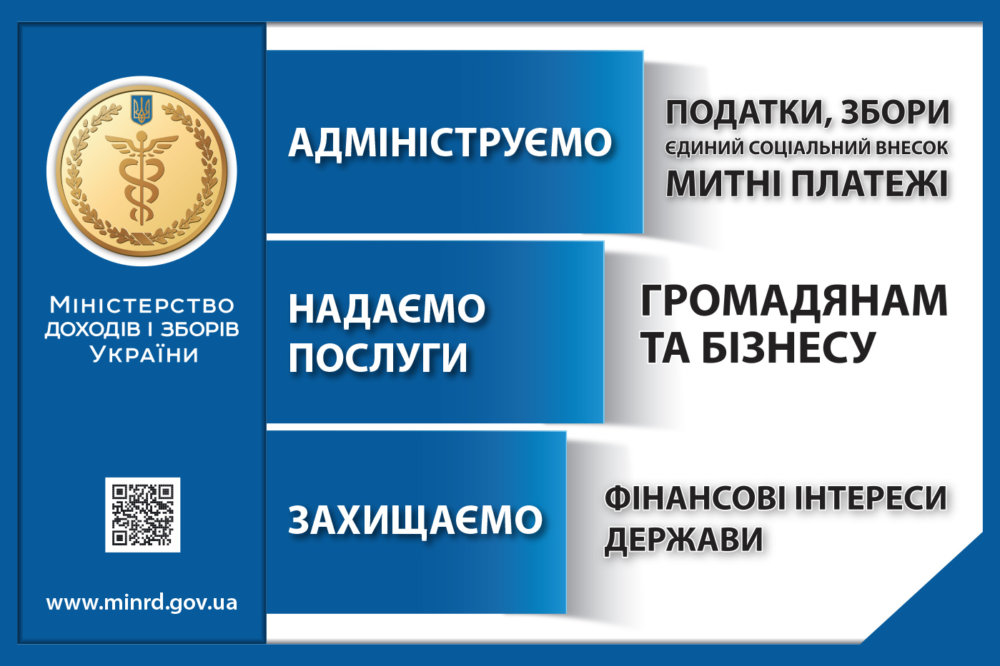 Міністерство
доходів і зборів
України
www.minrd.gov.ua
АДМІНІСТРУЄМО
ПОДАТКИ, ЗБОРИ
ЄДИНИЙ СОЦІАЛЬНИЙ ВНЕСОК
МИТНІ ПЛАТЕЖІ
НАДАЄМО
ПОСЛУГИ
ГРОМАДЯНАМ
ТА БІЗНЕСУ
ЗАХИЩАЄМО
ФІНАНСОВІ ІНТЕРЕСИ
ДЕРЖАВИ